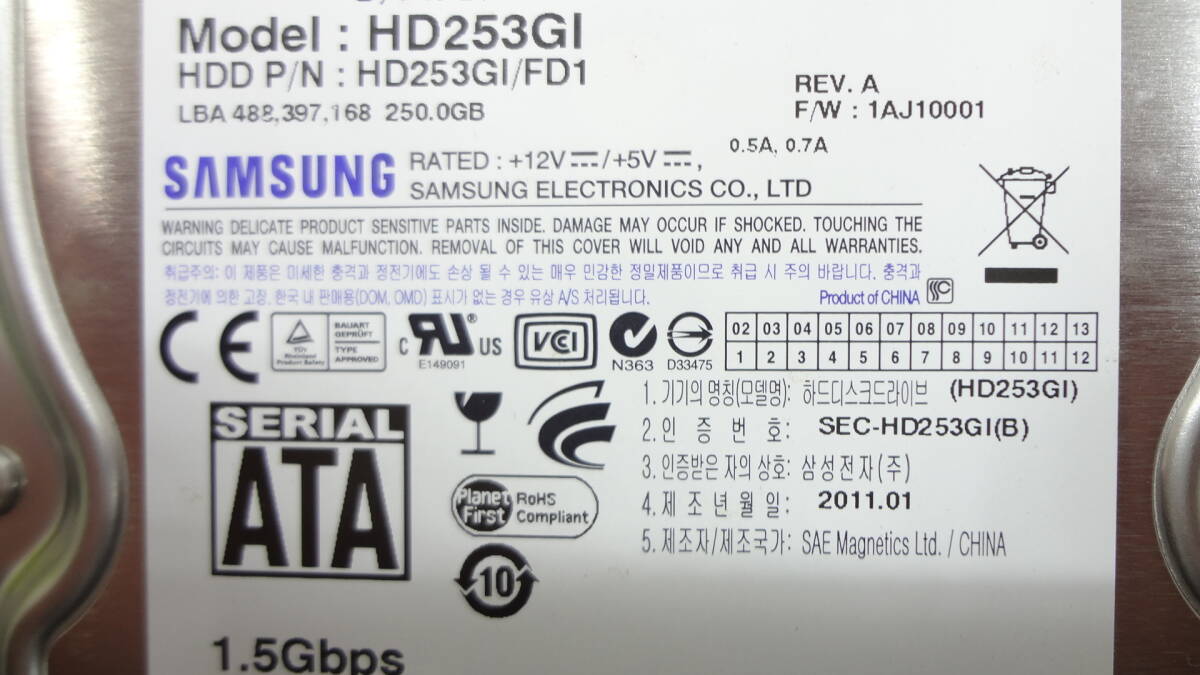 Model : HD253GI
HDD P/N : HD253GI/FD1
LBA 488,397,168 250.0GB
REV. A
F/W : 1AJ10001
SAMSUNG
RATED : +12V /+5V , 0.5A, 0.7A
SAMSUNG ELECTRONICS CO., LTD
WARNING DELICATE PRODUCT SENSITIVE PARTS INSIDE. DAMAGE MAY OCCUR IF SHOCKED. TOUCHING THE
CIRCUITS MAY CAUSE MALFUNCTION. REMOVAL OF THIS COVER WILL VOID ANY AND ALL WARRANTIES.
취급주의: 이 제품은 미세한 충격과 정전기에도 손상 될 수 있는 매우 민감한 정밀제품이므로 취급 시 주의 바랍니다. 충격과
정전기에 의한 고장, 한국 내 판매용(DOM, OMD) 표시가 없는 경우 유상 A/S 처리됩니다.
Product of CHINA
CE
TÜV
Rheinland
Product Safety
BAUART
GEPRÜFT
TYPE
APPROVED
c RU ® US
E149091
VCCI
N363
D33475
02 03 04 05 06 07 08 09 10 11 12 13
1 2 3 4 5 6 7 8 9 10 11 12
SERIAL
ATA
Planet
First
RoHS
Compliant
10
1. 기기의 명칭(모델명): 하드디스크드라이브 (HD253GI)
2. 인 증 번 호: SEC-HD253GI(B)
3. 인증받은 자의 상호: 삼성전자(주)
4. 제 조 년 월 일: 2011.01
5. 제조자/제조국가: SAE Magnetics Ltd. / CHINA
1.5Gbps